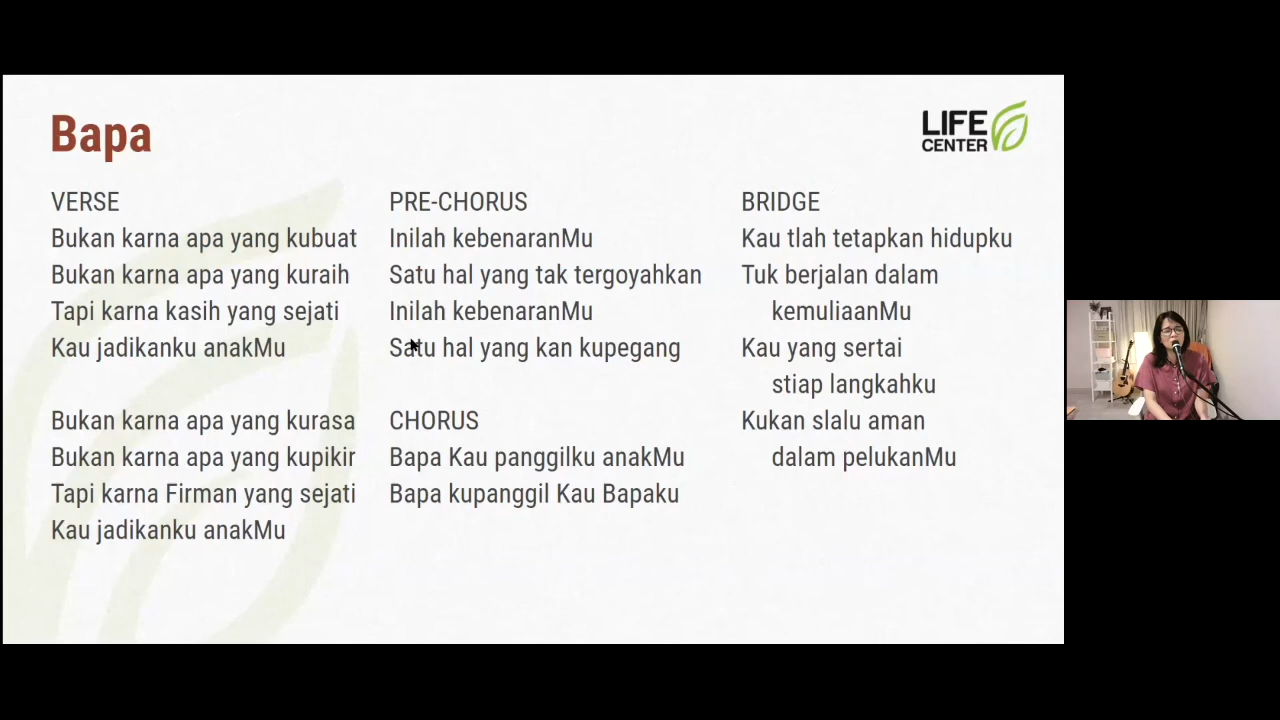 Bapa
LIFE
CENTER
VERSE
Bukan karna apa yang kubuat
Bukan karna apa yang kuraih
Tapi karna kasih yang sejati
Kau jadikanku anakMu
Bukan karna apa yang kurasa
Bukan karna apa yang kupikir
Tapi karna Firman yang sejati
Kau jadikanku anakMu
PRE-CHORUS
Inilah kebenaranMu
Satu hal yang tak tergoyahkan
Inilah kebenaranMu
Satu hal yang kan kupegang
CHORUS
Bapa Kau panggilku anakMu
Bapa kupanggil Kau Bapaku
BRIDGE
Kau tlah tetapkan hidupku
Tuk berjalan dalam
kemuliaanMu
Kau yang sertai
stiap langkahku
Kukan slalu aman
dalam pelukanMu